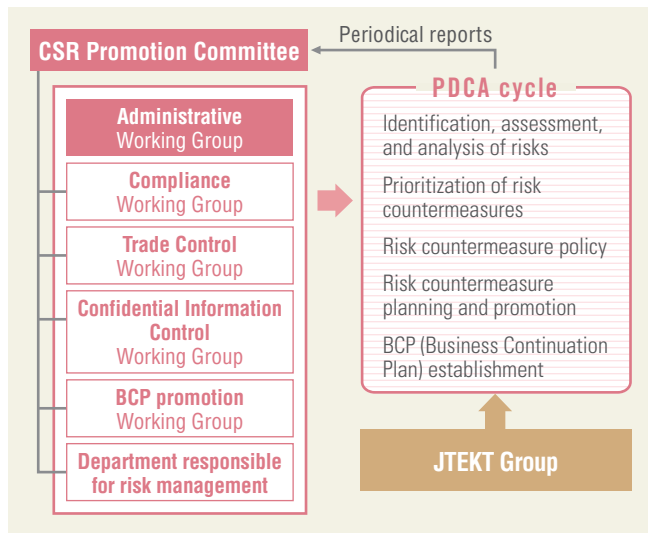 CSR Promotion Committee
Periodical reports
Administrative
Working Group
Compliance
Working Group
Trade Control
Working Group
Confidential Information
Control
Working Group
BCP promotion
Working Group
Department responsible
for risk management
PDCA cycle
Identification, assessment,
and analysis of risks
Prioritization of risk
countermeasures
Risk countermeasure policy
Risk countermeasure
planning and promotion
BCP (Business Continuation
Plan) establishment
JTEKT Group